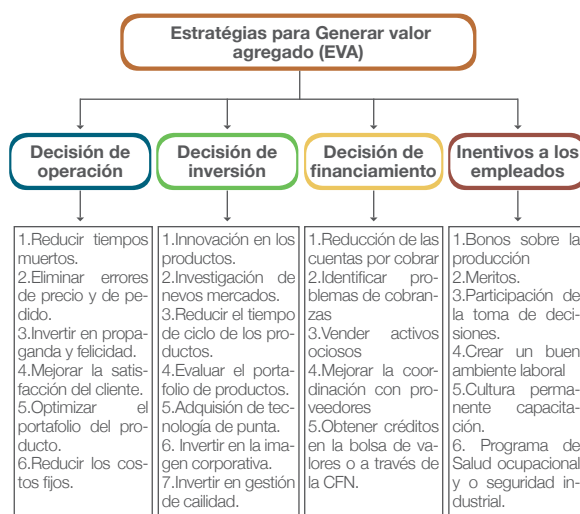 Estratégias para Generar valor
agregado (EVA)
Decisión de
operación
Decisión de
inversión
Decisión de
financiamiento
Inentivos a los
empleados
1.Reducir tiempos
muertos.
2.Eliminar errores
de precio y de pe-
dido.
3.Invertir en propa-
ganda y felicidad.
4.Mejorar la satis-
facción del cliente.
5.Optimizar el
portafolio del pro-
ducto.
6.Reducir los cos-
tos fijos.
1.Innovación en los
productos.
2.Investigación de
nevos mercados.
3.Reducir el tiempo
de ciclo de los pro-
ductos.
4.Evaluar el porta-
folio de productos.
5.Adquisión de tec-
nología de punta.
6. Invertir en la ima-
gen corporativa.
7.Invertir en gestión
de cailidad.
1.Reducción de las
cuentas por cobrar
2.Identificar pro-
blemas de cobran-
zas
3.Vender activos
ociosos
4.Mejorar la coor-
dinación con pro-
veedores
5.Obtener créditos
en la bolsa de va-
lores o a través de
la CFN.
1.Bonos sobre la
producción
2.Meritos.
3.Participación de
la toma de deci-
siones.
4.Crear un buen
ambiente laboral
5.Cultura perma-
nente capacita-
ción.
6. Programa de
Salud ocupacional
y o seguridad in-
dustrial.